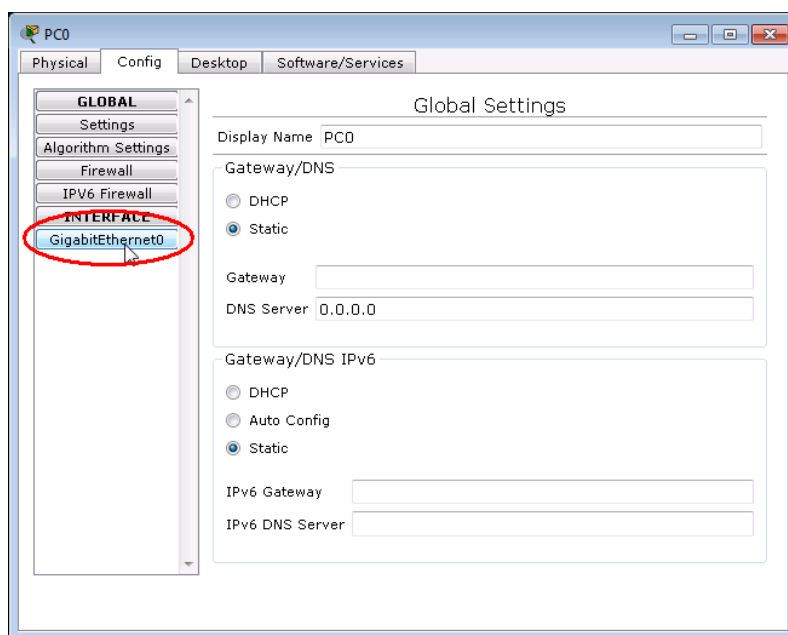 PC0
Physical Config Desktop Software/Services
GLOBAL
Settings
Algorithm Settings
Firewall
IPV6 Firewall
INTERFACE
GigabitEthernet0
Global Settings
Display Name PC0
Gateway/DNS
DHCP
Static
Gateway
DNS Server 0.0.0.0
Gateway/DNS IPv6
DHCP
Auto Config
Static
IPv6 Gateway
IPv6 DNS Server